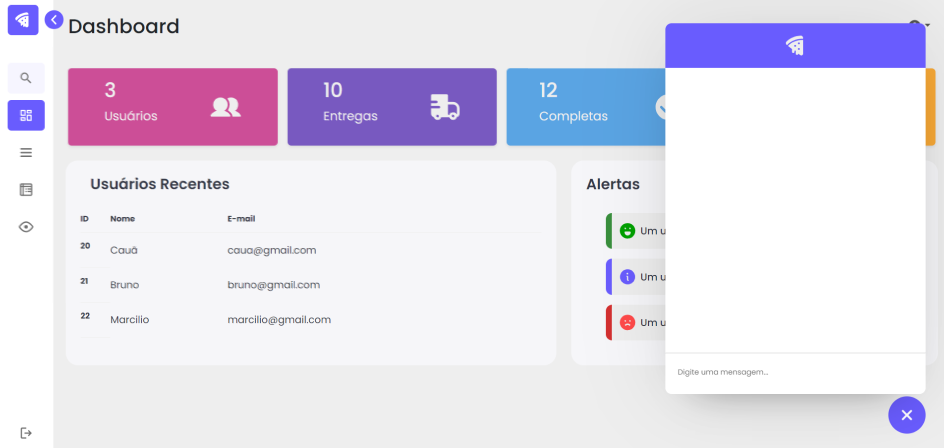 Dashboard
3
Usuários
10
Entregas
12
Completas
Usuários Recentes
ID Nome E-mail
20 Cauã caua@gmail.com
21 Bruno bruno@gmail.com
22 Marcilio marcilio@gmail.com
Alertas
Um u
Um u
Um u
Digite uma mensagem...